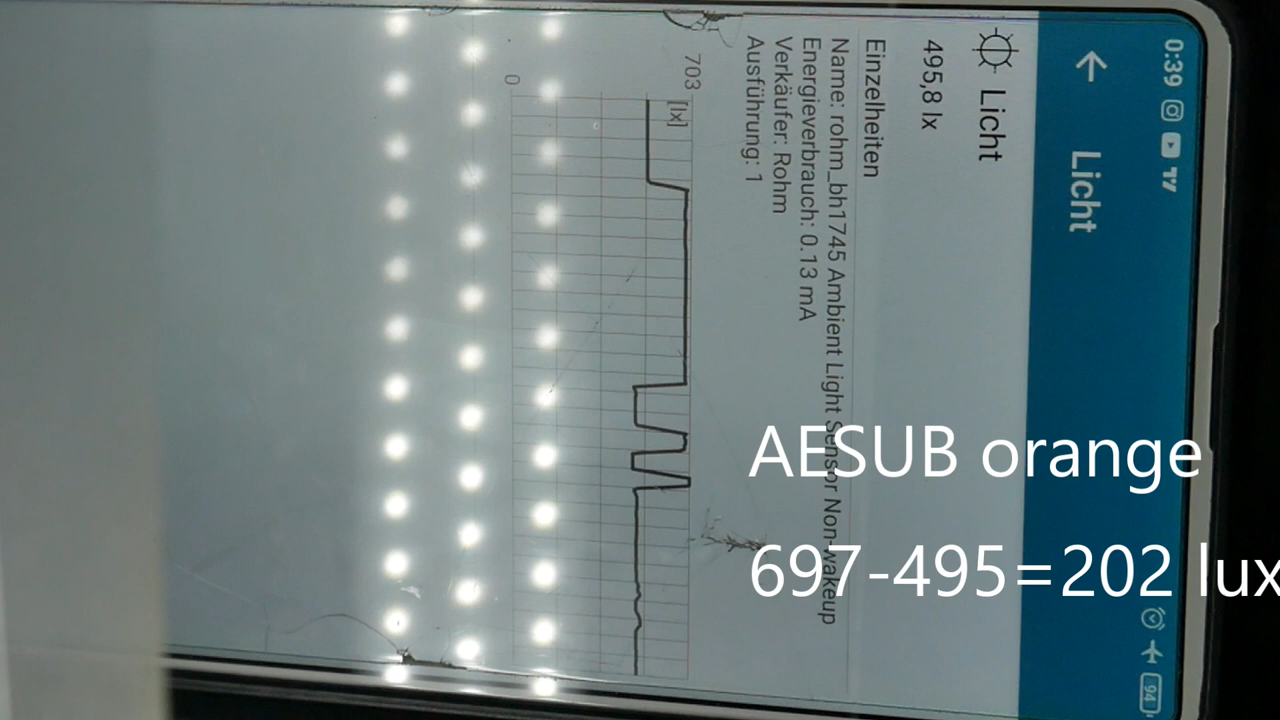 0:39
94
Licht
Licht
495,8 lx
Einzelheiten
Name: rohm_bh1745 Ambient Light Sensor Non-wakeup
Energieverbrauch: 0.13 mA
Verkäufer: Rohm
Ausführung: 1
703
[lx]
0
AESUB orange
697-495=202 lux